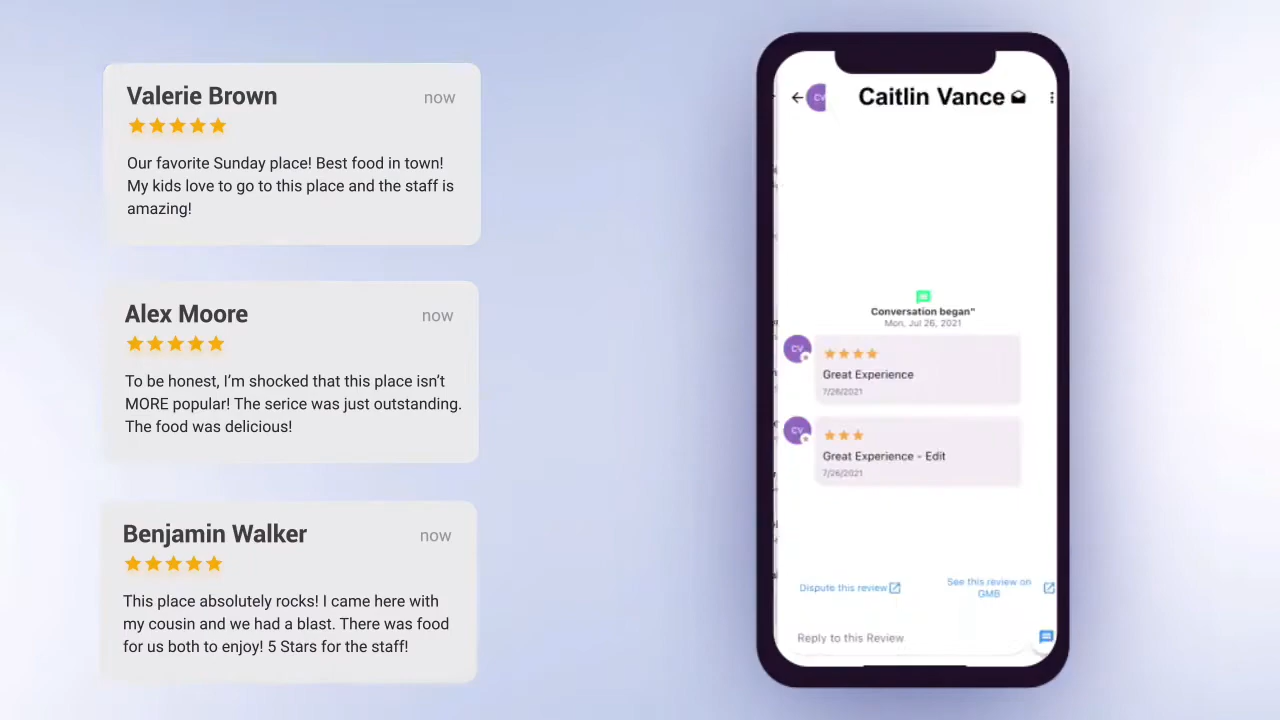 Valerie Brown
now
Our favorite Sunday place! Best food in town!
My kids love to go to this place and the staff is
amazing!
Alex Moore
now
To be honest, I'm shocked that this place isn't
MORE popular! The serice was just outstanding.
The food was delicious!
Benjamin Walker
now
This place absolutely rocks! I came here with
my cousin and we had a blast. There was food
for us both to enjoy! 5 Stars for the staff!
CV
Caitlin Vance
Conversation began"
Mon, Jul 26, 2021
CV
Great Experience
7/26/2021
CV
Great Experience - Edit
7/26/2021
Dispute this review
See this review on
GMB
Reply to this Review